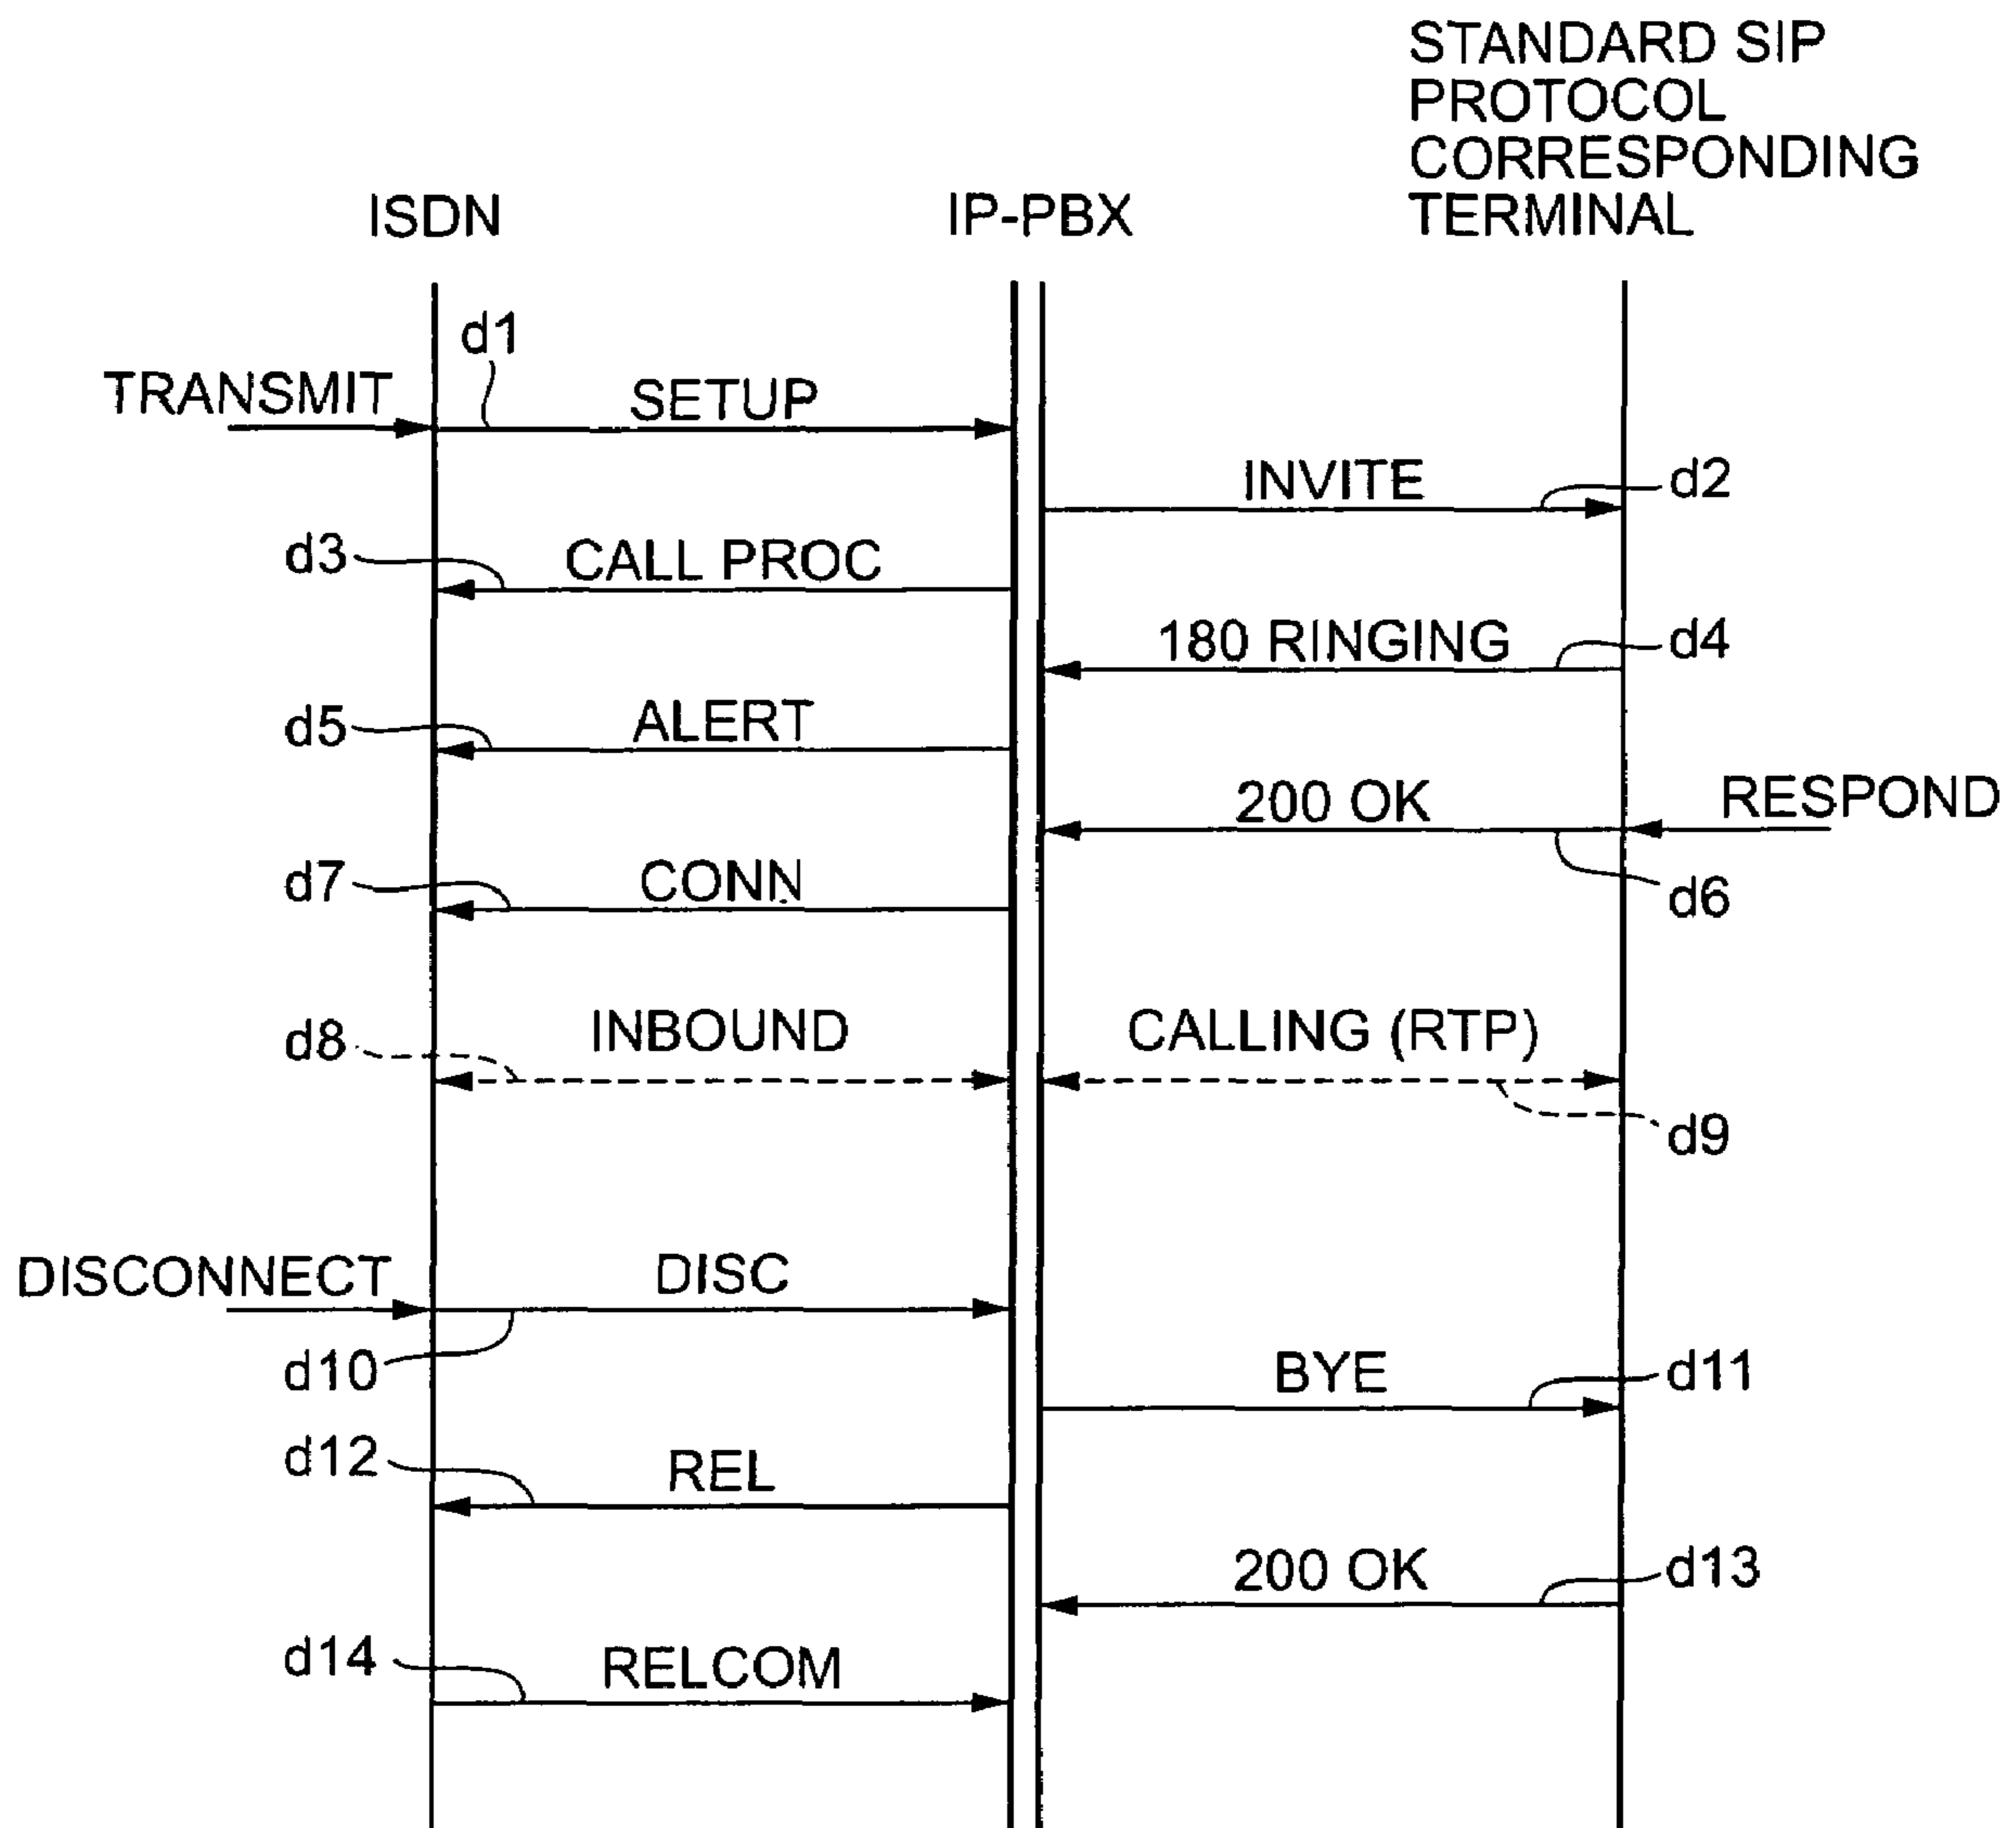 STANDARD SIP
PROTOCOL
CORRESPONDING
TERMINAL
ISDN
IP-PBX
d1
TRANSMIT
SETUP
INVITE
d2
d3
CALL PROC
180 RINGING
d4
d5
ALERT
200 OK
RESPOND
d7
CONN
d6
d8
INBOUND
CALLING (RTP)
d9
DISCONNECT
DISC
d10
BYE
d11
d12
REL
200 OK
d13
d14
RELCOM